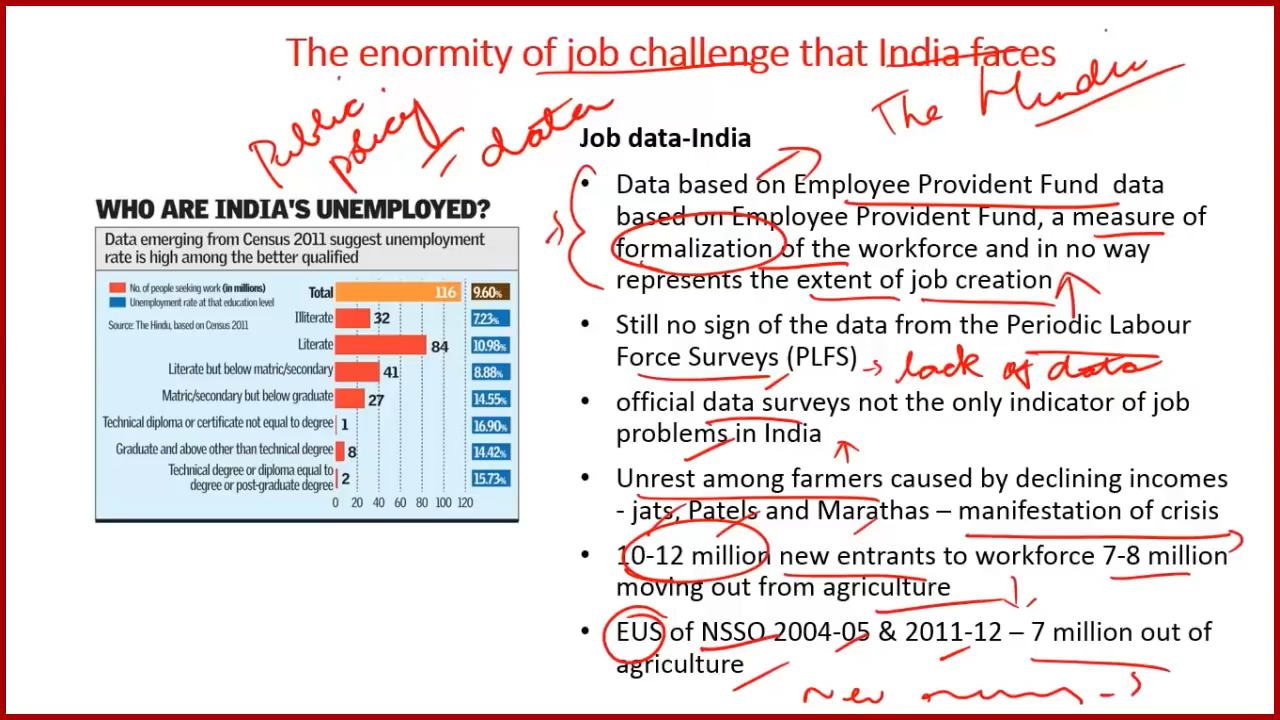 The enormity of job challenge that India faces
The Hindu
Public
policy
data
Job data-India
• Data based on Employee Provident Fund data
based on Employee Provident Fund, a measure of
formalization of the workforce and in no way
represents the extent of job creation
• Still no sign of the data from the Periodic Labour
Force Surveys (PLFS)
lack of data
• official data surveys not the only indicator of job
problems in India
• Unrest among farmers caused by declining incomes
- jats, Patels and Marathas – manifestation of crisis
• 10-12 million new entrants to workforce 7-8 million
moving out from agriculture
• EUS of NSSO 2004-05 & 2011-12 – 7 million out of
agriculture
new
WHO ARE INDIA'S UNEMPLOYED?
Data emerging from Census 2011 suggest unemployment
rate is high among the better qualified
No. of people seeking work (in millions)
Unemployment rate at that education level
Source: The Hindu, based on Census 2011
Total 116 9.60%
Illiterate 32 7.23%
Literate 84 10.98%
Literate but below matric/secondary 41 8.88%
Matric/secondary but below graduate 27 14.55%
Technical diploma or certificate not equal to degree 1 16.90%
Graduate and above other than technical degree 8 14.42%
Technical degree or diploma equal to
degree or post-graduate degree 2 15.73%
0 20 40 60 80 100 120